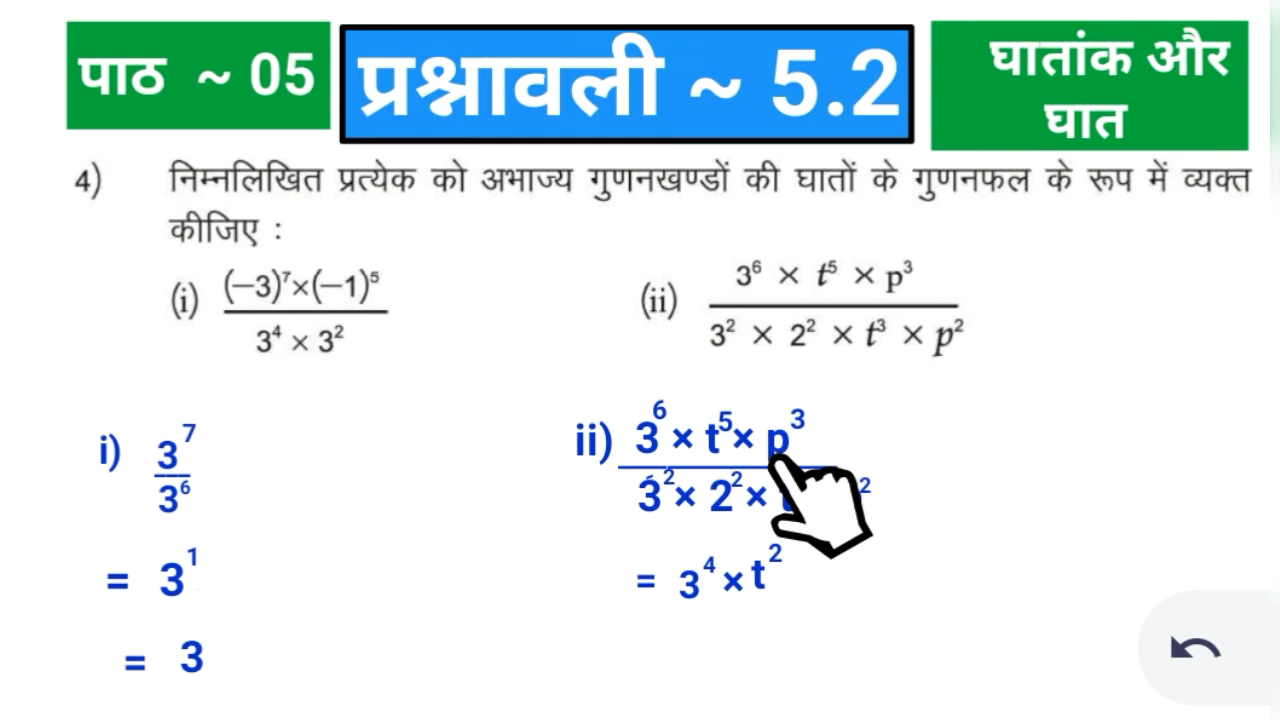 पाठ ~ 05
प्रश्नावली ~ 5.2
घातांक और
घात
4) निम्नलिखित प्रत्येक को अभाज्य गुणनखण्डों की घातों के गुणनफल के रूप में व्यक्त
कीजिए :
(i) (−3)⁷×(−1)⁵
3⁴ × 3²
(ii) 3⁶ × t⁵ × p³
3² × 2² × t³ × p²
i) 3⁷
3⁶
= 3¹
= 3
ii) 3⁶ × t⁵ × p³
3² × 2² ×
²
= 3⁴ × t²